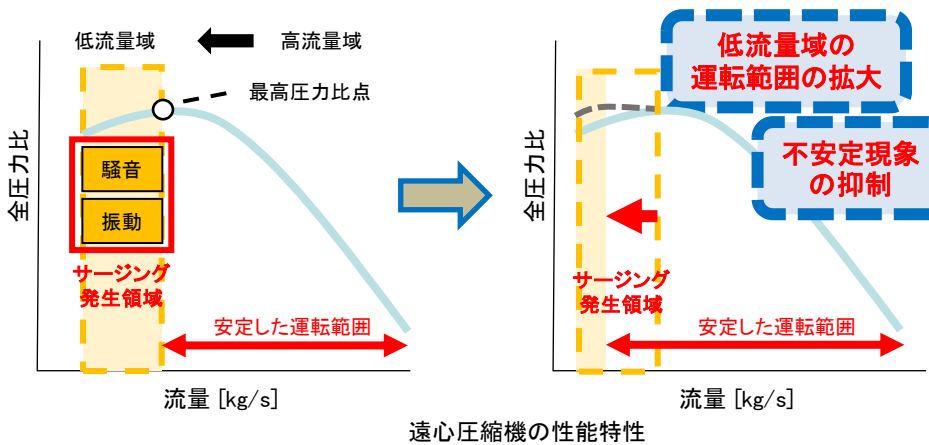 低流量域
高流量域
最高圧力比点
全圧力比
騒音
振動
サージング
発生領域
安定した運転範囲
流量 [kg/s]
低流量域の
運転範囲の拡大
不安定現象
の抑制
全圧力比
サージング
発生領域
安定した運転範囲
流量 [kg/s]
遠心圧縮機の性能特性